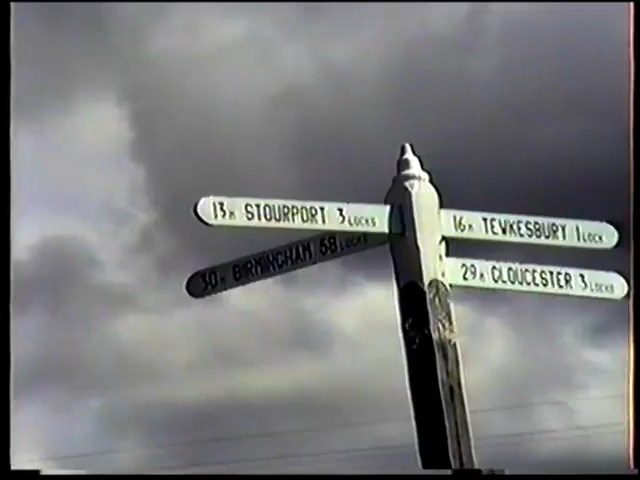 13M STOURPORT 3 LOCKS
16M TEWKESBURY 1 LOCK
30M BIRMINGHAM 58 LOCKS
29M GLOUCESTER 3 LOCKS